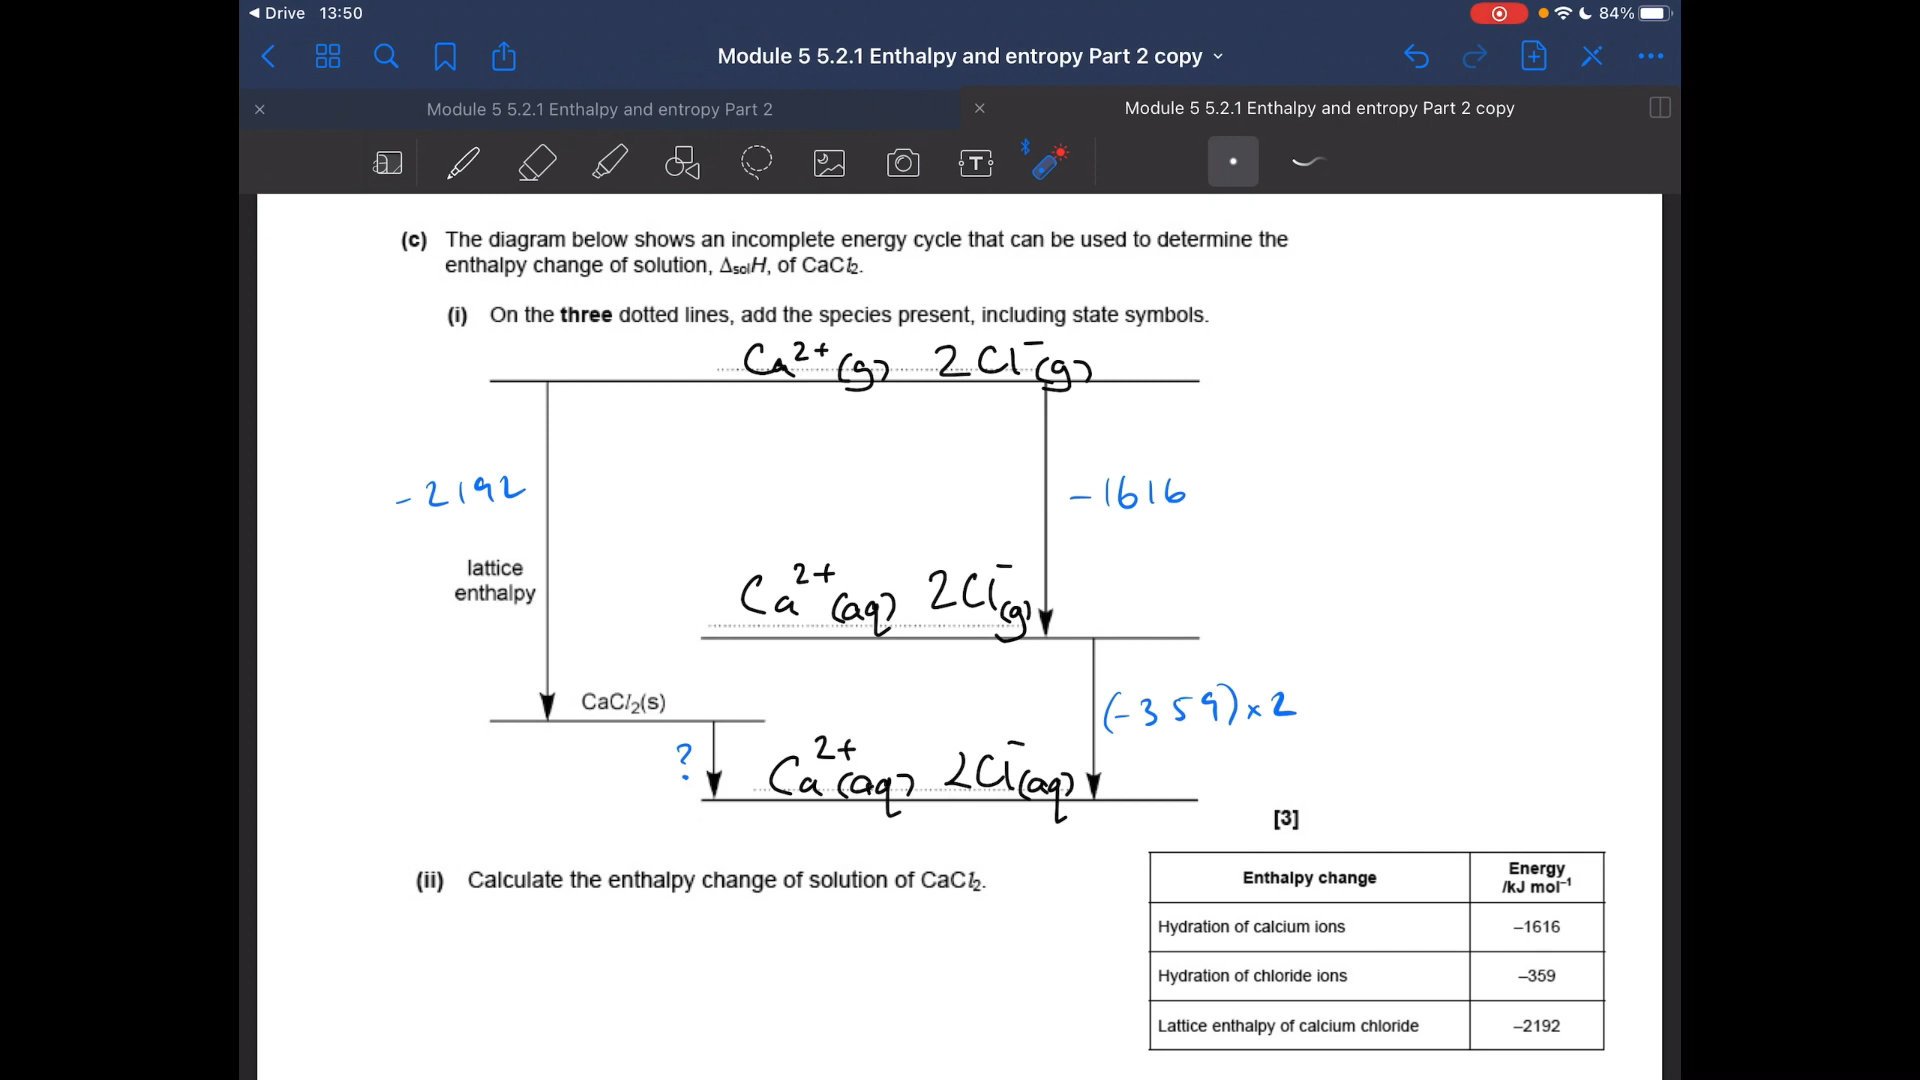 Drive 13:50
84%
Module 5 5.2.1 Enthalpy and entropy Part 2 copy
Module 5 5.2.1 Enthalpy and entropy Part 2
Module 5 5.2.1 Enthalpy and entropy Part 2 copy
T
(c) The diagram below shows an incomplete energy cycle that can be used to determine the
enthalpy change of solution, ΔsolH, of CaCl₂.
(i) On the three dotted lines, add the species present, including state symbols.
Ca²⁺(g) 2Cl⁻(g)
-2192
-1616
lattice
enthalpy
Ca²⁺(aq) 2Cl⁻(g)
CaCl₂(s)
(-359)×2
?
Ca²⁺(aq) 2Cl⁻(aq)
[3]
(ii) Calculate the enthalpy change of solution of CaCl₂.
Enthalpy change
Energy
/kJ mol⁻¹
Hydration of calcium ions –1616
Hydration of chloride ions –359
Lattice enthalpy of calcium chloride –2192